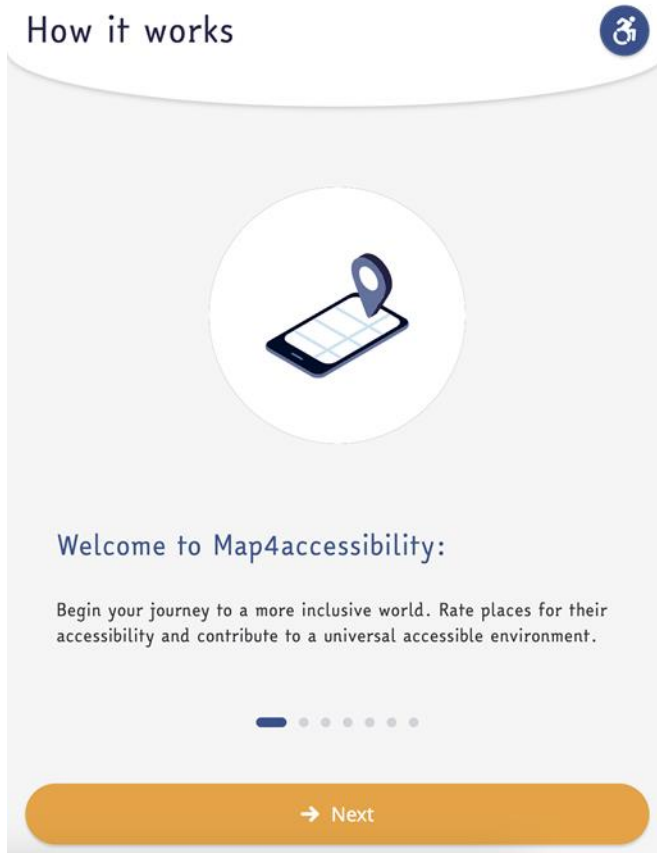 How it works
Welcome to Map4accessibility:
Begin your journey to a more inclusive world. Rate places for their
accessibility and contribute to a universal accessible environment.
Next